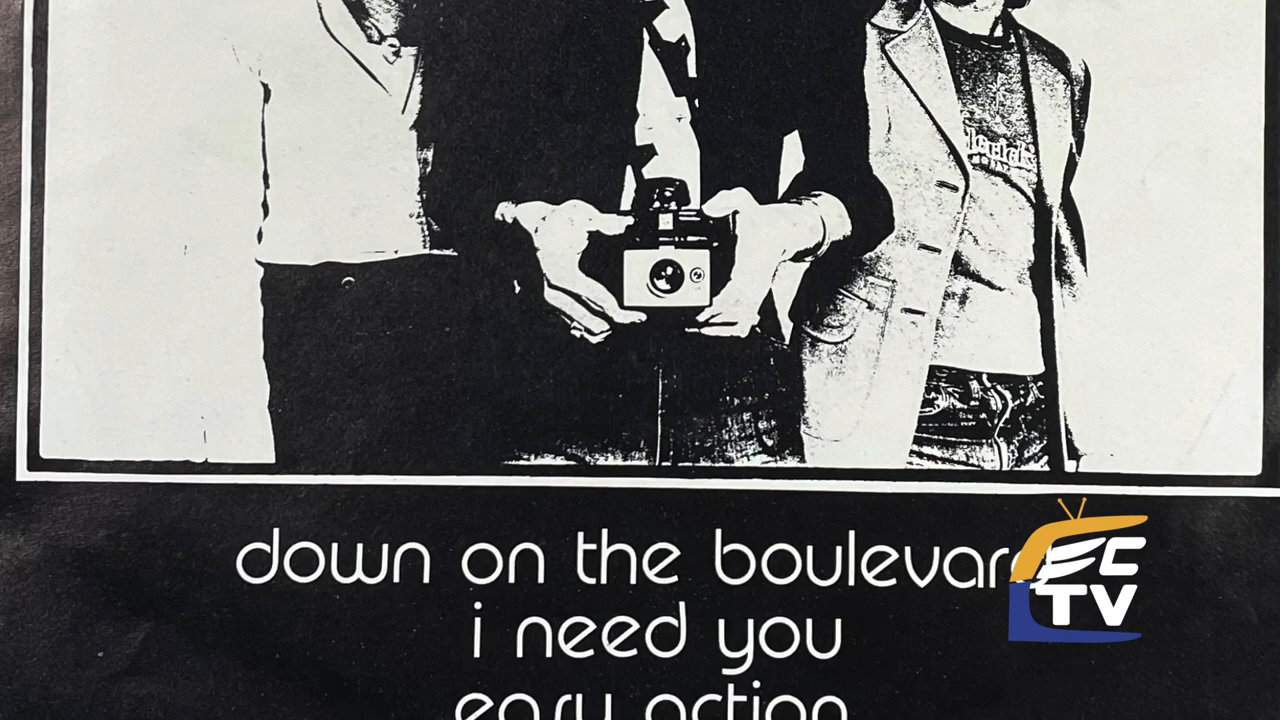 down on the boulevar
EC
TV
i need you
easy action